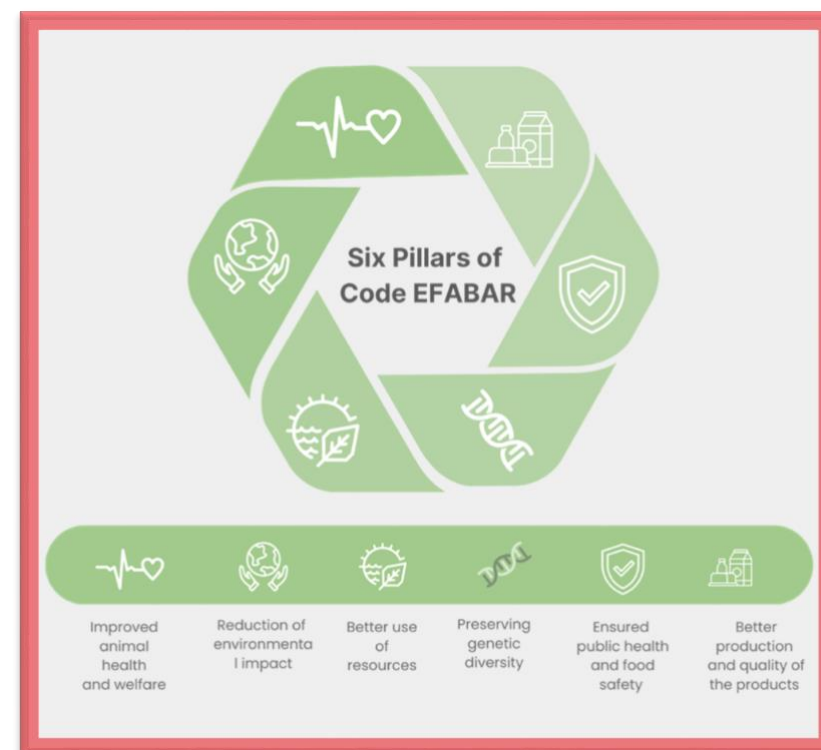 Six Pillars of
Code EFABAR
Improved
animal
health
and welfare
Reduction of
environmenta
l impact
Better use
of
resources
Preserving
genetic
diversity
Ensured
public health
and food
safety
Better
production
and quality of
the products